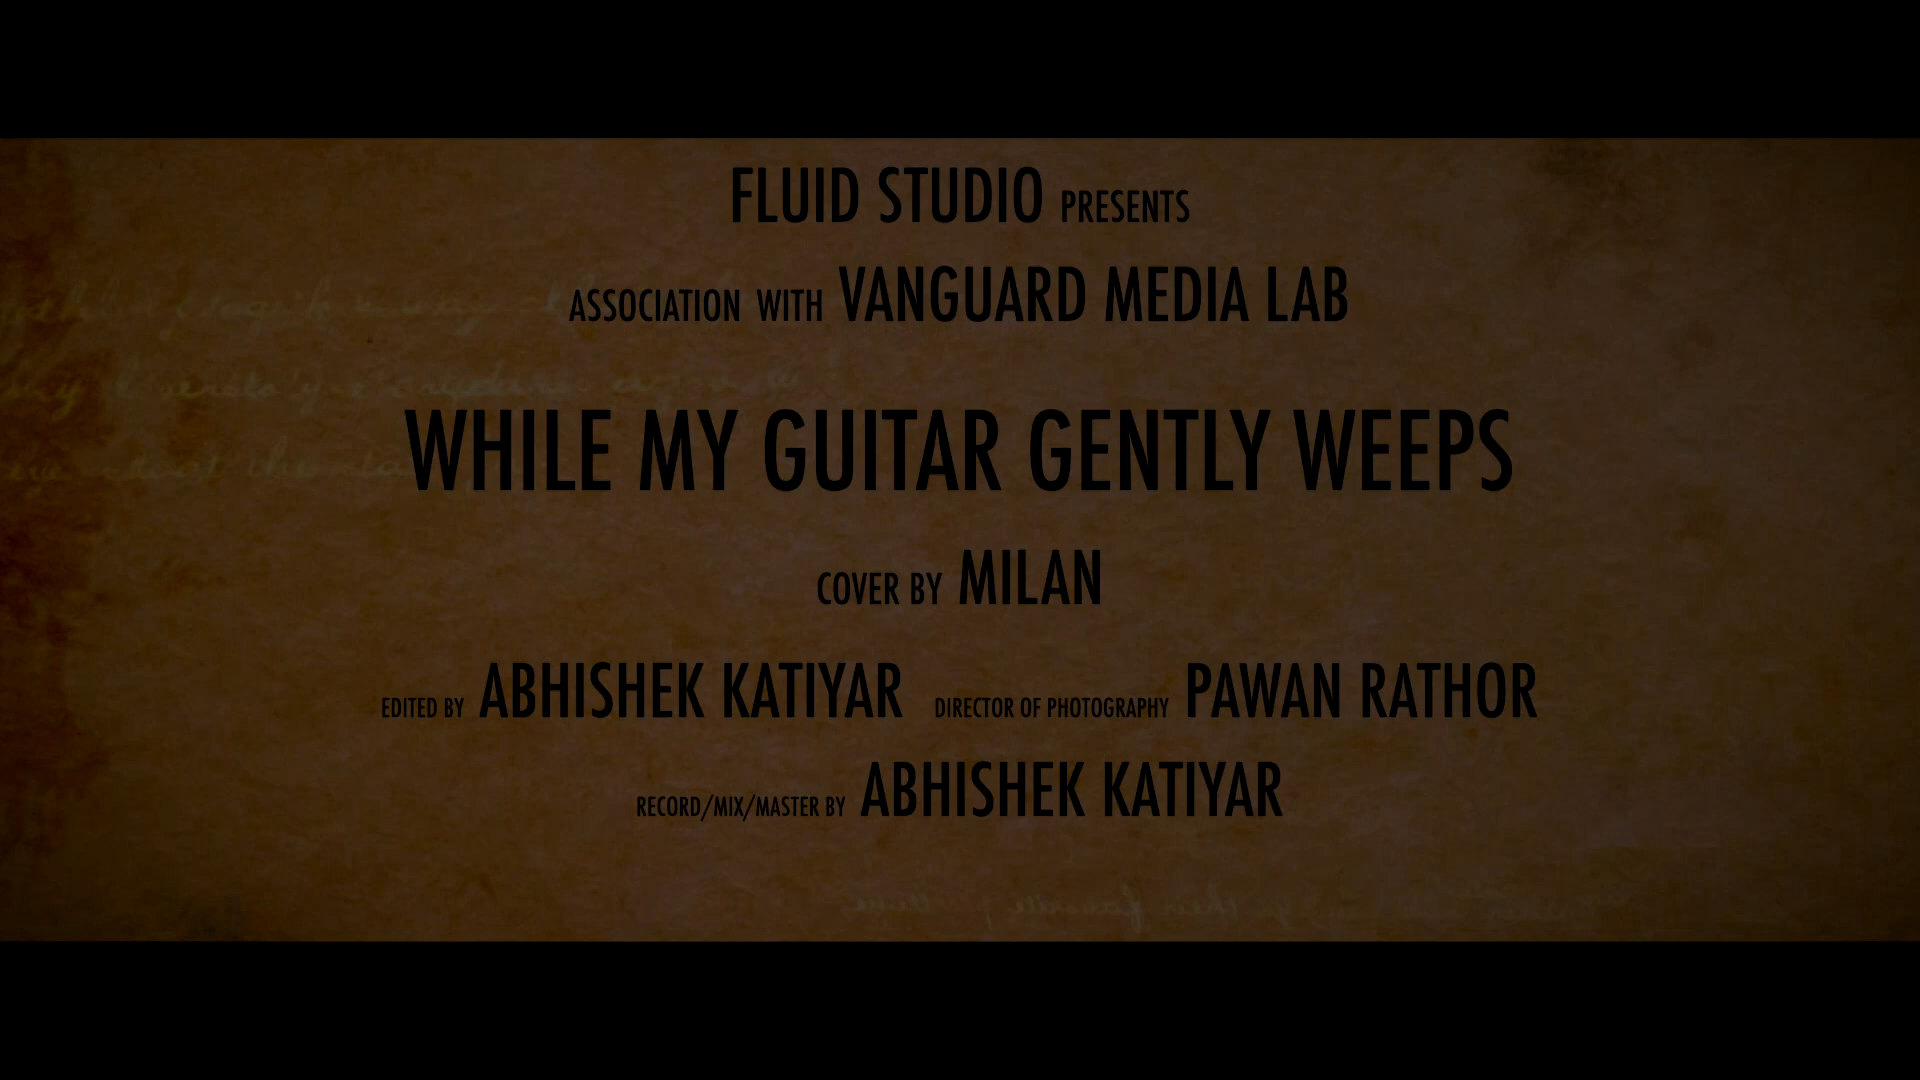 FLUID STUDIO PRESENTS
ASSOCIATION WITH VANGUARD MEDIA LAB
WHILE MY GUITAR GENTLY WEEPS
COVER BY MILAN
EDITED BY ABHISHEK KATIYAR DIRECTOR OF PHOTOGRAPHY PAWAN RATHOR
RECORD/MIX/MASTER BY ABHISHEK KATIYAR